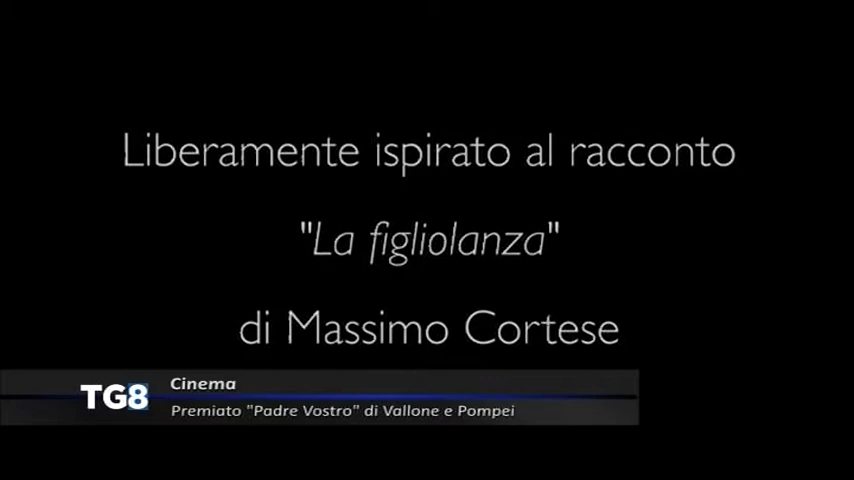 Liberamente ispirato al racconto
"La figliolanza"
di Massimo Cortese
TG8
Cinema
Premiato "Padre Vostro" di Vallone e Pompei